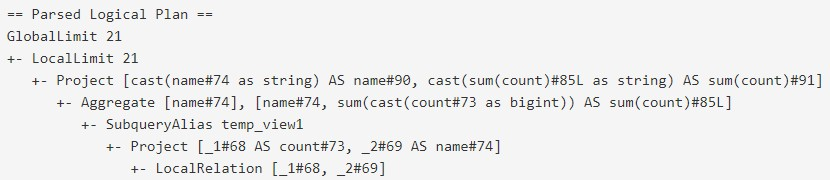 == Parsed Logical Plan ==
GlobalLimit 21
+- LocalLimit 21
   +- Project [cast(name#74 as string) AS name#90, cast(sum(count)#85L as string) AS sum(count)#91]
      +- Aggregate [name#74], [name#74, sum(cast(count#73 as bigint)) AS sum(count)#85L]
         +- SubqueryAlias temp_view1
            +- Project [_1#68 AS count#73, _2#69 AS name#74]
               +- LocalRelation [_1#68, _2#69]